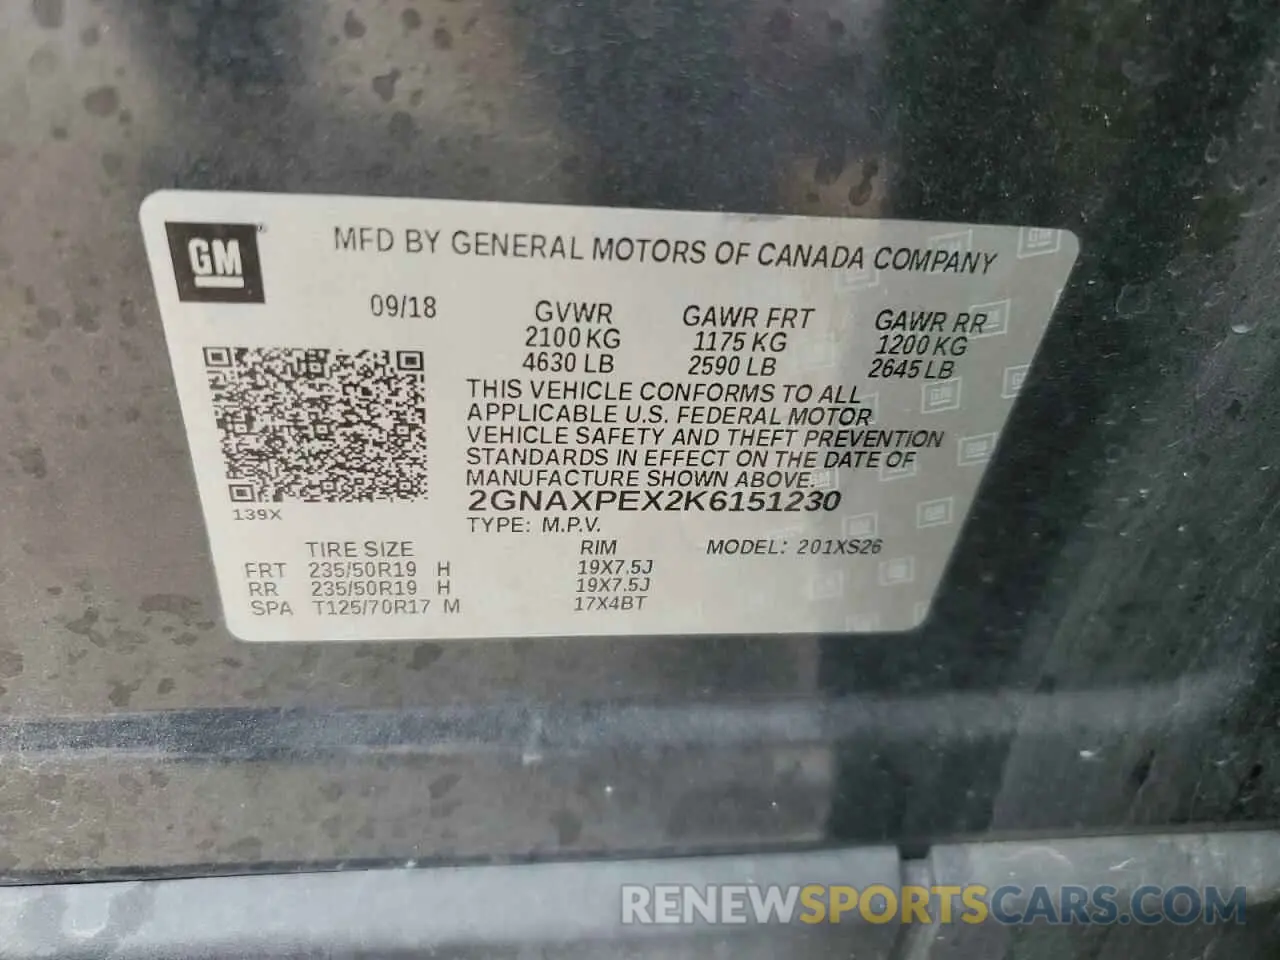 GM
MFD BY GENERAL MOTORS OF CANADA COMPANY
09/18 GVWR GAWR FRT GAWR RR
2100 KG 1175 KG 1200 KG
4630 LB 2590 LB 2645 LB
THIS VEHICLE CONFORMS TO ALL
APPLICABLE U.S. FEDERAL MOTOR
VEHICLE SAFETY AND THEFT PREVENTION
STANDARDS IN EFFECT ON THE DATE OF
MANUFACTURE SHOWN ABOVE.
2GNAXPEX2K6151230
139X
TYPE: M.P.V.
TIRE SIZE RIM MODEL: 201XS26
FRT 235/50R19 H 19X7.5J
RR 235/50R19 H 19X7.5J
SPA T125/70R17 M 17X4BT
RENEWSPORTSCARS.COM